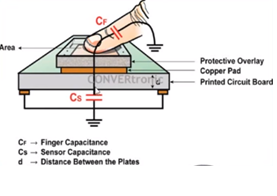 CF
Area
Protective Overlay
Copper Pad
CONVERtronic
Printed Circuit Board
d
CS
CF → Finger Capacitance
CS → Sensor Capacitance
d → Distance Between the Plates